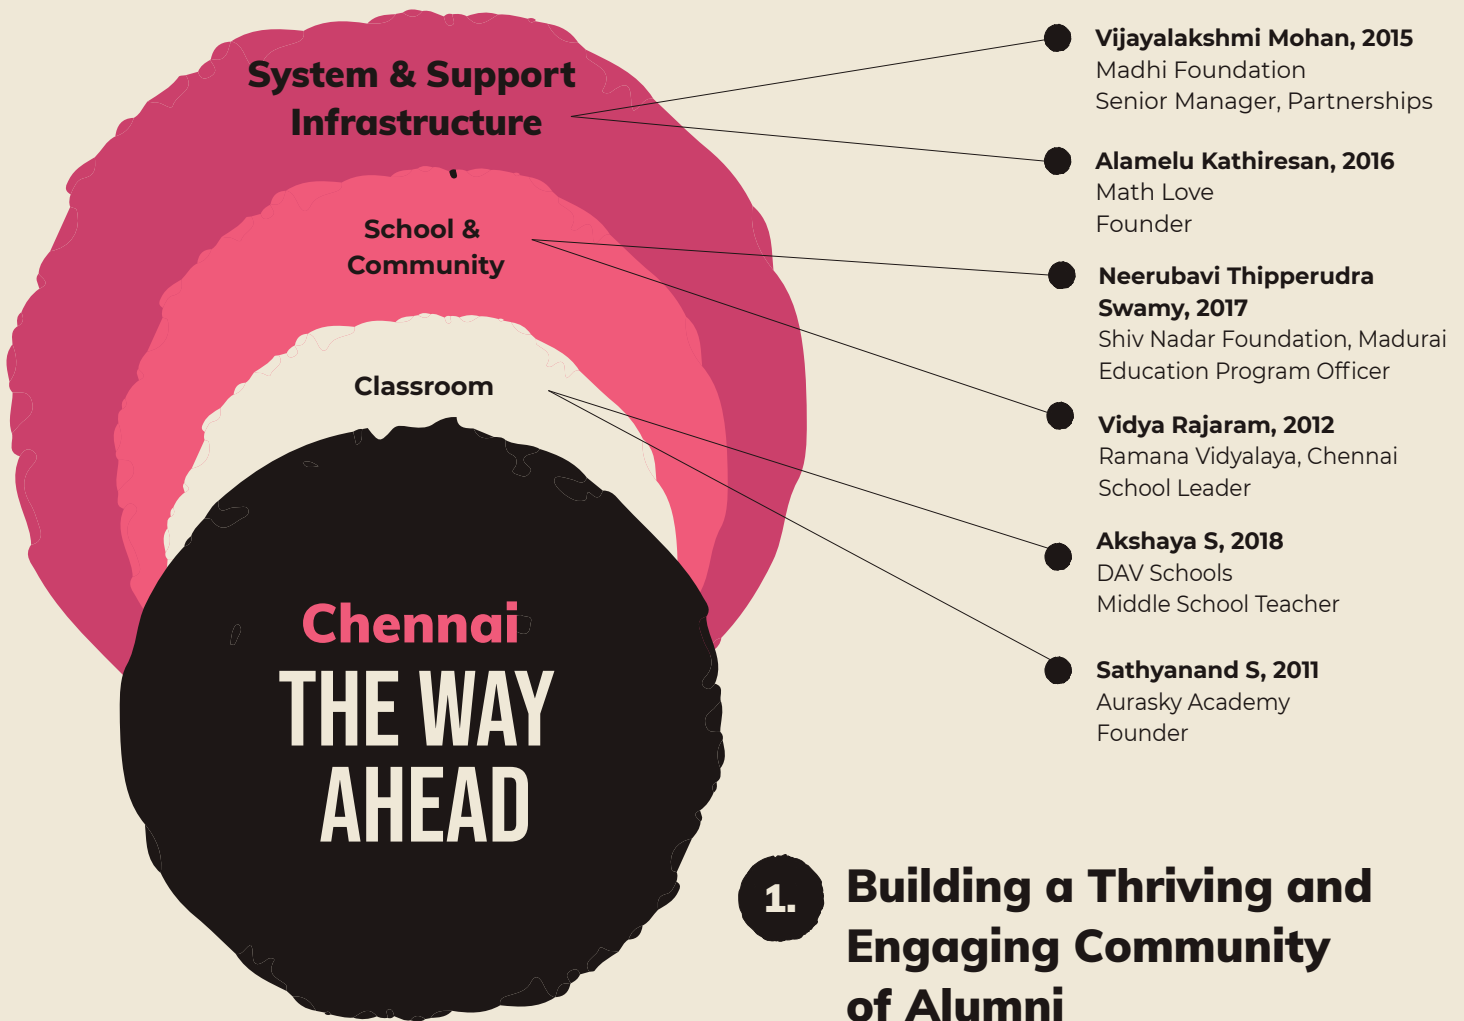 System & Support
Infrastructure
School &
Community
Classroom
Chennai
THE WAY
AHEAD
Vijayalakshmi Mohan, 2015
Madhi Foundation
Senior Manager, Partnerships
Alamelu Kathiresan, 2016
Math Love
Founder
Neerubavi Thipperudra
Swamy, 2017
Shiv Nadar Foundation, Madurai
Education Program Officer
Vidya Rajaram, 2012
Ramana Vidyalaya, Chennai
School Leader
Akshaya S, 2018
DAV Schools
Middle School Teacher
Sathyanand S, 2011
Aurasky Academy
Founder
1.
Building a Thriving and
Engaging Community
of Alumni